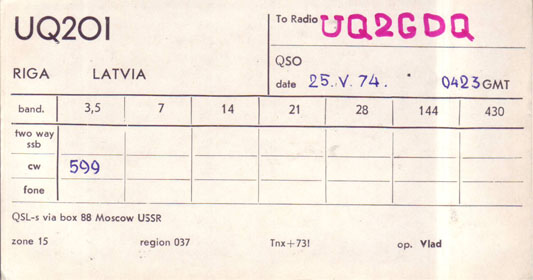 UQ2OI
To Radio UQ2GDQ
RIGA LATVIA
QSO
date 25.V.74. 0423 GMT
band. 3,5 7 14 21 28 144 430
two way
ssb
cw 599
fone
QSL-s via box 88 Moscow USSR
zone 15 region 037 Tnx+73! op. Vlad